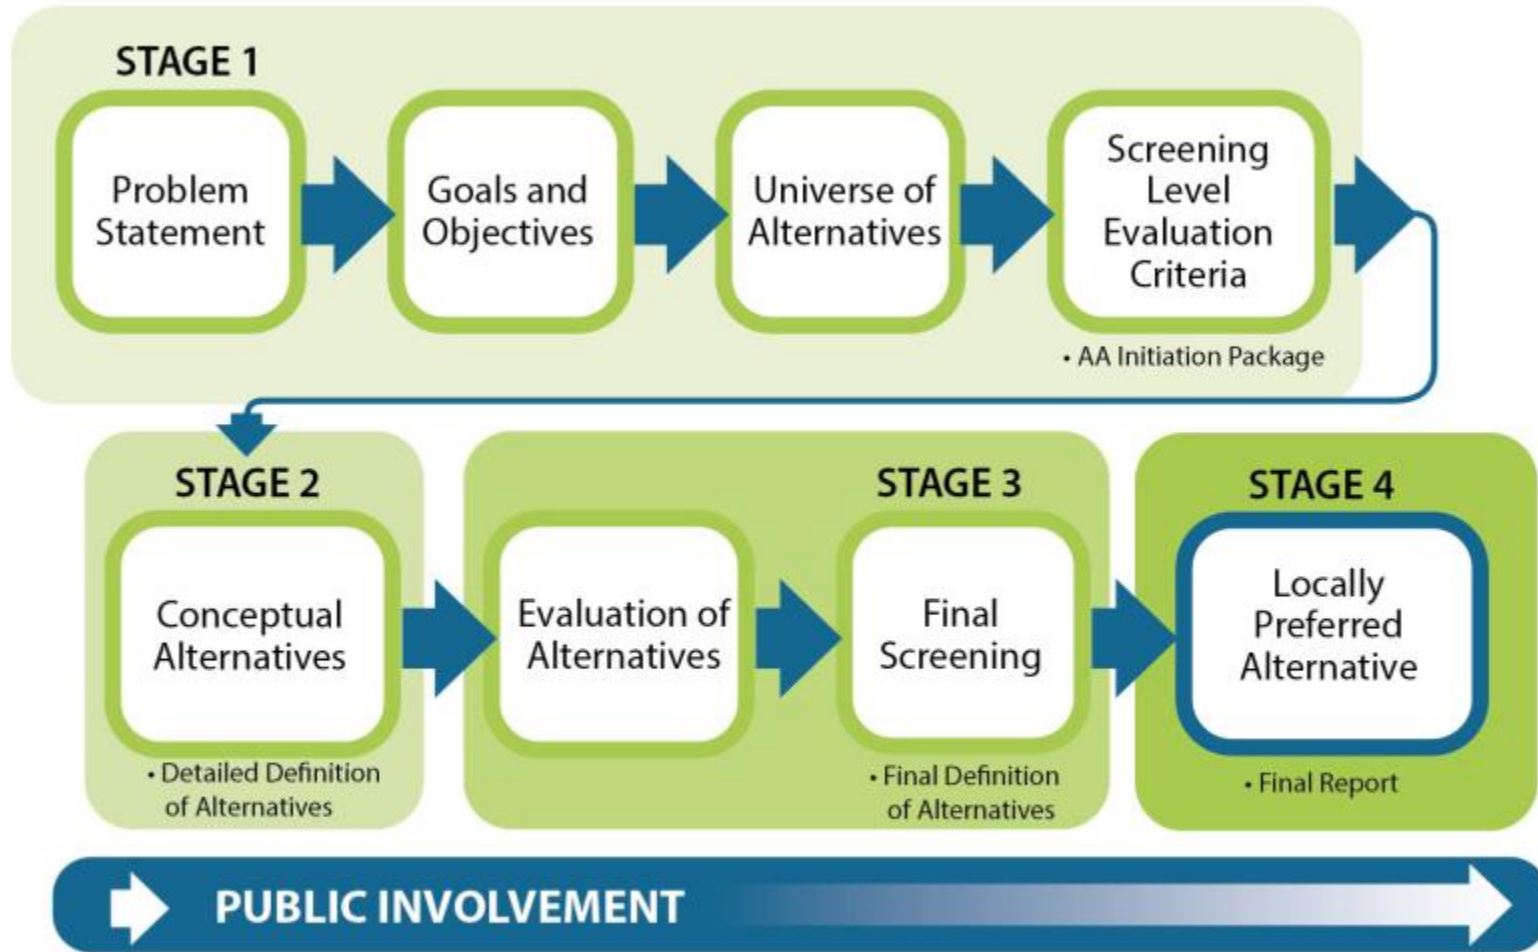 STAGE 1
Problem
Statement
Goals and
Objectives
Universe of
Alternatives
Screening
Level
Evaluation
Criteria
• AA Initiation Package
STAGE 2
Conceptual
Alternatives
• Detailed Definition
of Alternatives
STAGE 3
Evaluation of
Alternatives
Final
Screening
• Final Definition
of Alternatives
STAGE 4
Locally
Preferred
Alternative
• Final Report
PUBLIC INVOLVEMENT